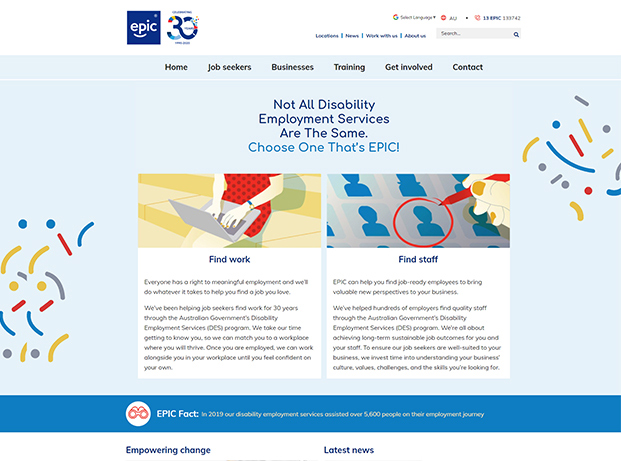 epic
CELEBRATING
30
YEARS
1990-2020
Select Language
AU
13 EPIC 133742
Locations | News | Work with us | About us
Search...
Home Job seekers Businesses Training Get involved Contact
Not All Disability
Employment Services
Are The Same.
Choose One That's EPIC!
Find work
Everyone has a right to meaningful employment and we'll
do whatever it takes to help you find a job you love.
We've been helping job seekers find work for 30 years
through the Australian Government's Disability
Employment Services (DES) program. We take our time
getting to know you, so we can match you to a workplace
where you will thrive. Once you are employed, we can work
alongside you in your workplace until you feel confident on
your own.
Find staff
EPIC can help you find job-ready employees to bring
valuable new perspectives to your business.
We've helped hundreds of employers find quality staff
through the Australian Government's Disability
Employment Services (DES) program. We're all about
achieving long-term sustainable job outcomes for you and
your staff. To ensure our job seekers are well-suited to your
business, we invest time into understanding your business'
culture, values, challenges, and the skills you're looking for.
EPIC Fact: In 2019 our disability employment services assisted over 5,600 people on their employment journey
Empowering change
Latest news